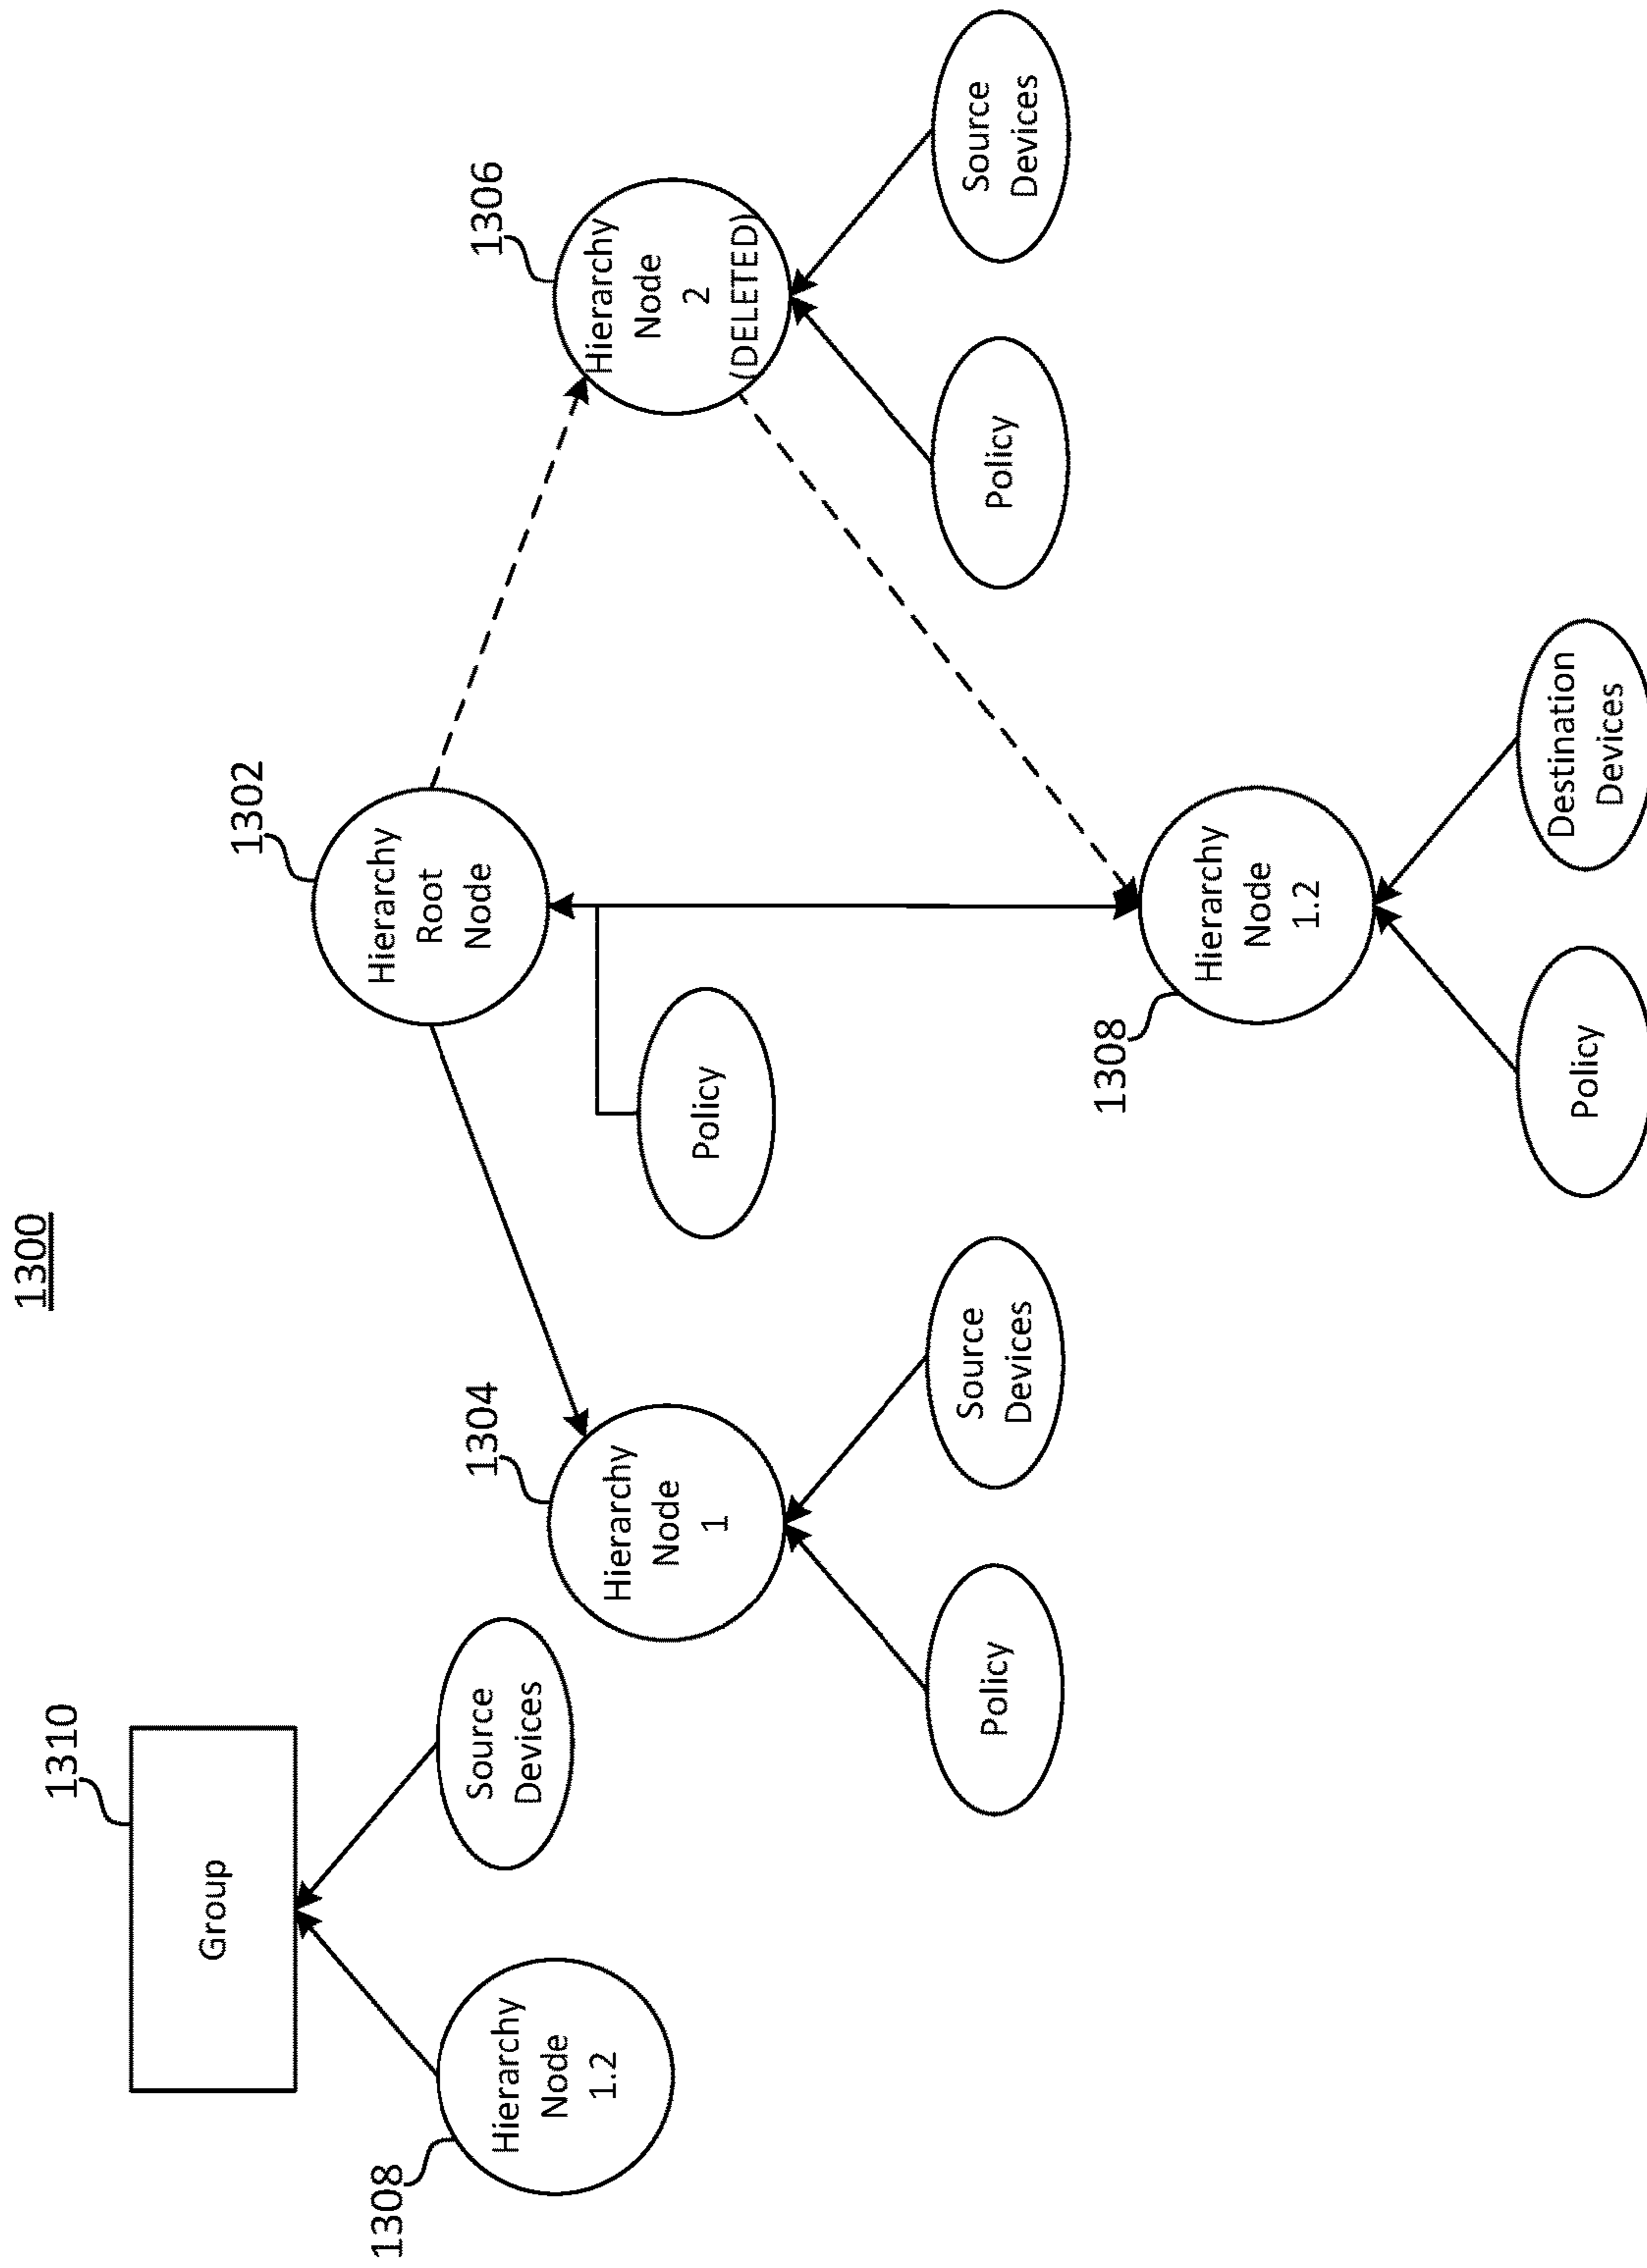 1300
1310
Group
1308
Hierarchy
Node
1.2
Source
Devices
1304
Hierarchy
Node
1
Policy
Source
Devices
1302
Hierarchy
Root
Node
Policy
1308
Hierarchy
Node
1.2
Policy
Destination
Devices
1306
Hierarchy
Node
2
(DELETED)
Policy
Source
Devices